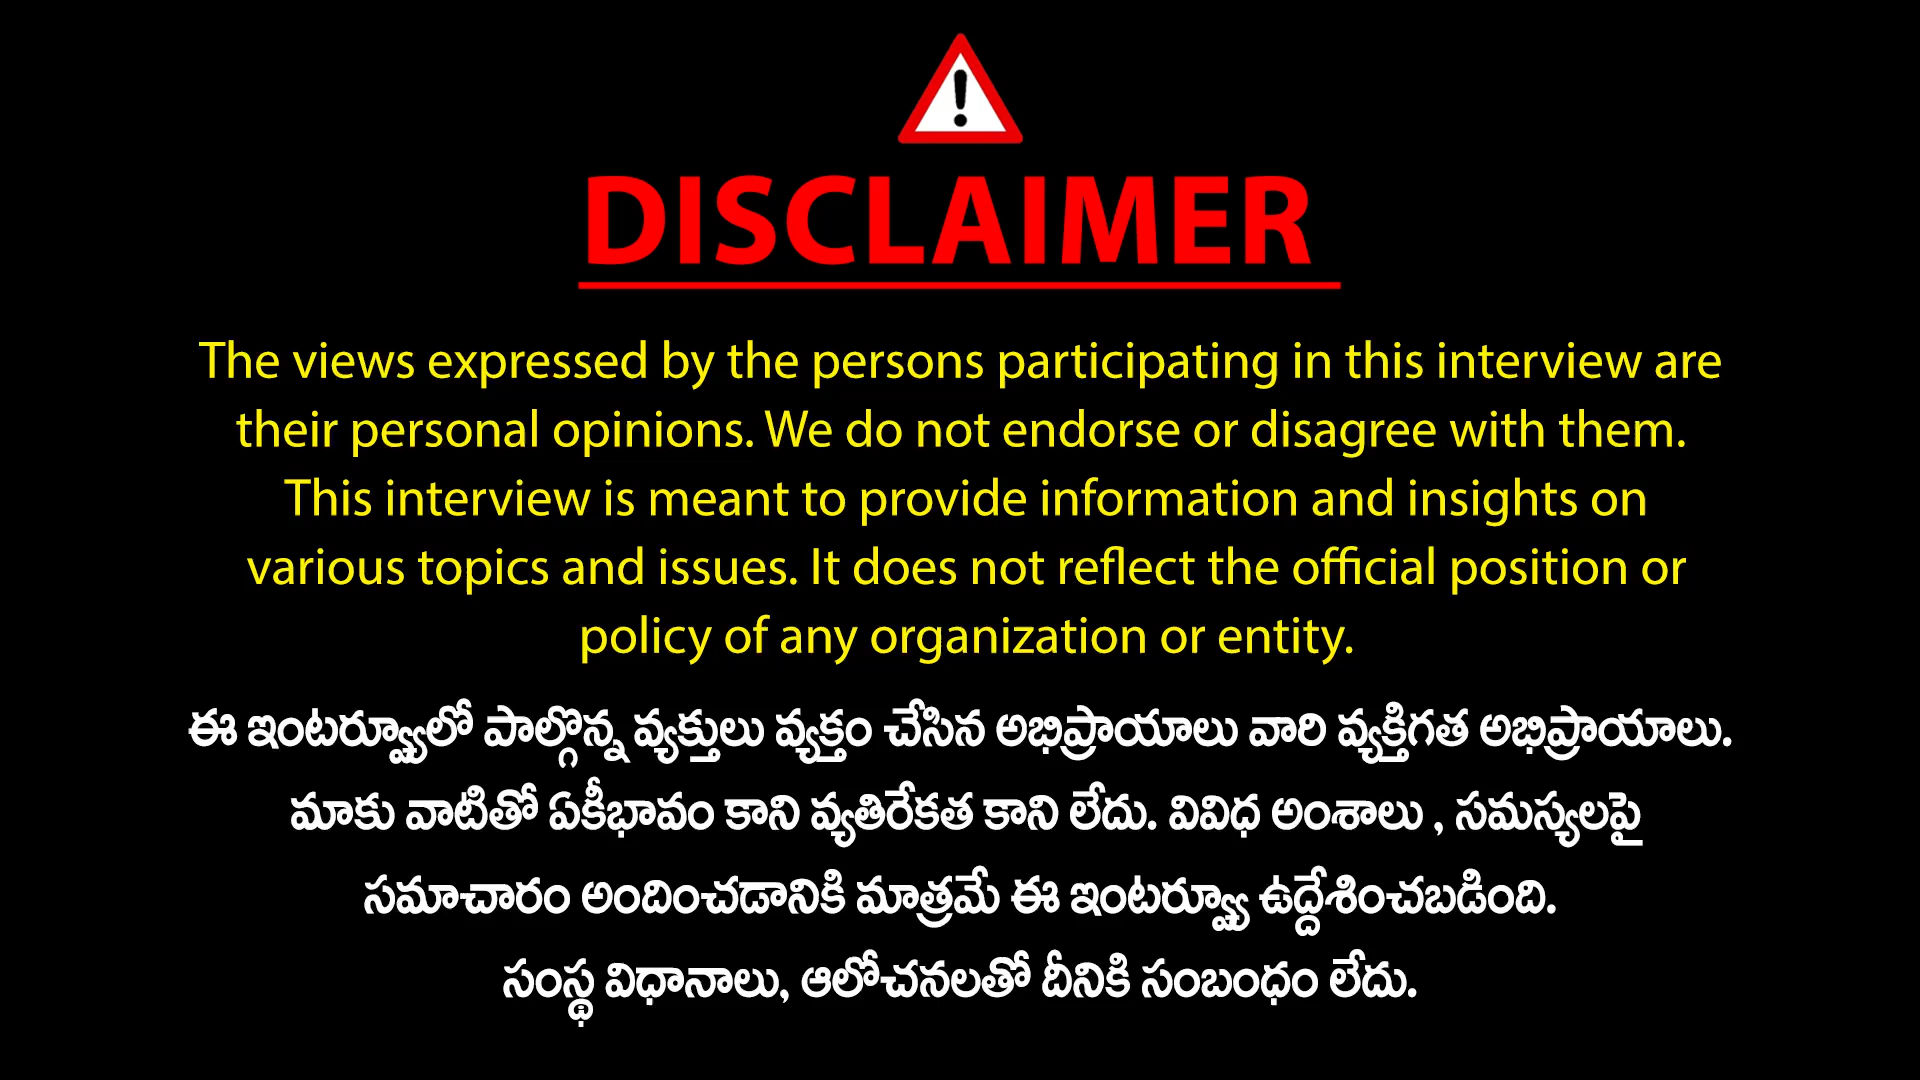 DISCLAIMER
The views expressed by the persons participating in this interview are
their personal opinions. We do not endorse or disagree with them.
This interview is meant to provide information and insights on
various topics and issues. It does not reflect the official position or
policy of any organization or entity.
ఈ ఇంటర్వ్యూలో పాల్గొన్న వ్యక్తులు వ్యక్తం చేసిన అభిప్రాయాలు వారి వ్యక్తిగత అభిప్రాయాలు.
మాకు వాటితో ఏకీభావం కాని వ్యతిరేకత కాని లేదు. వివిధ అంశాలు , సమస్యలపై
సమాచారం అందించడానికి మాత్రమే ఈ ఇంటర్వ్యూ ఉద్దేశించబడింది.
సంస్థ విధానాలు, ఆలోచనలతో దీనికి సంబంధం లేదు.